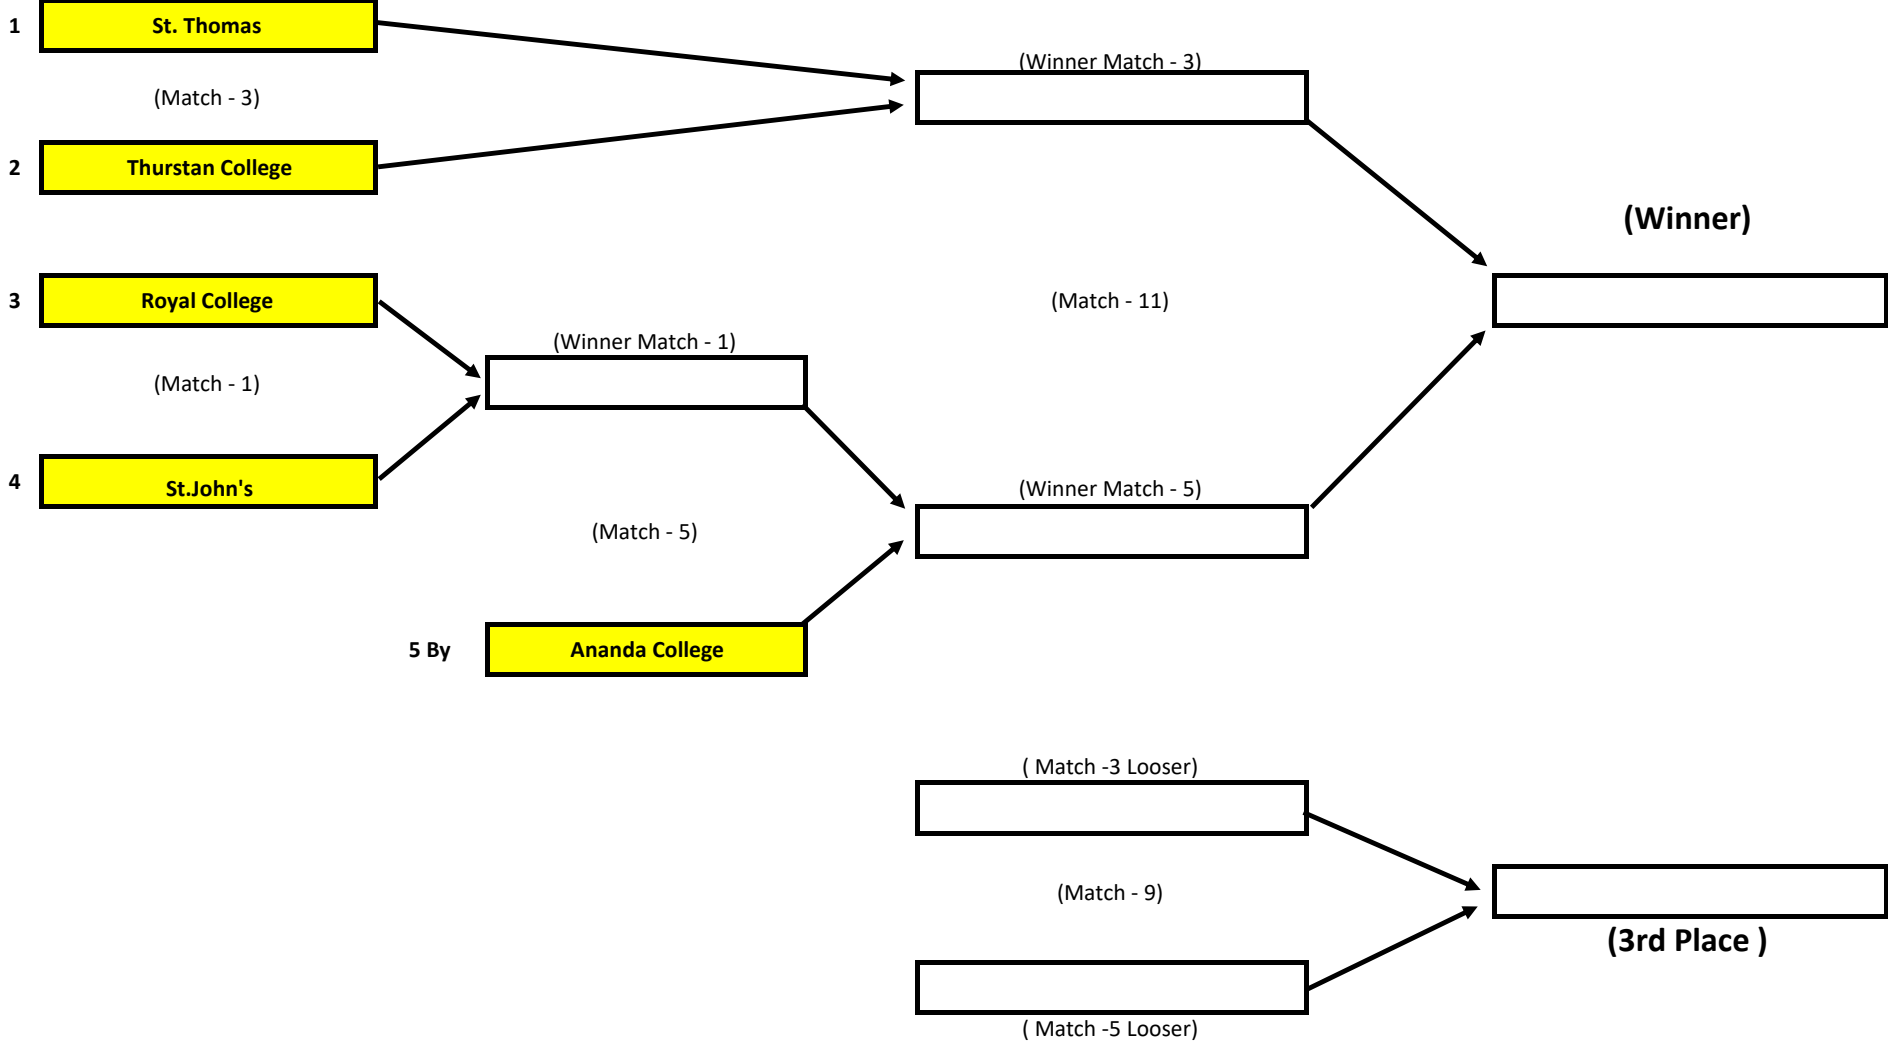 1 St. Thomas
(Winner Match - 3)
(Match - 3)
2 Thurstan College
(Winner)
3 Royal College
(Match - 11)
(Winner Match - 1)
(Match - 1)
4 St.John's
(Winner Match - 5)
(Match - 5)
5 By Ananda College
( Match -3 Looser)
(Match - 9)
(3rd Place )
( Match -5 Looser)